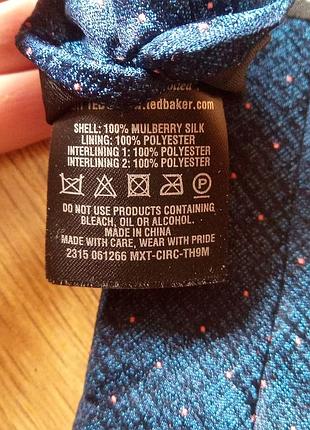 tedbaker.com
SHELL: 100% MULBERRY SILK
LINING: 100% POLYESTER
INTERLINING 1: 100% POLYESTER
INTERLINING 2: 100% POLYESTER
P
DO NOT USE PRODUCTS CONTAINING
BLEACH, OIL OR ALCOHOL.
MADE IN CHINA
MADE WITH CARE, WEAR WITH PRIDE
2315 061266 MXT-CIRC-TH9M